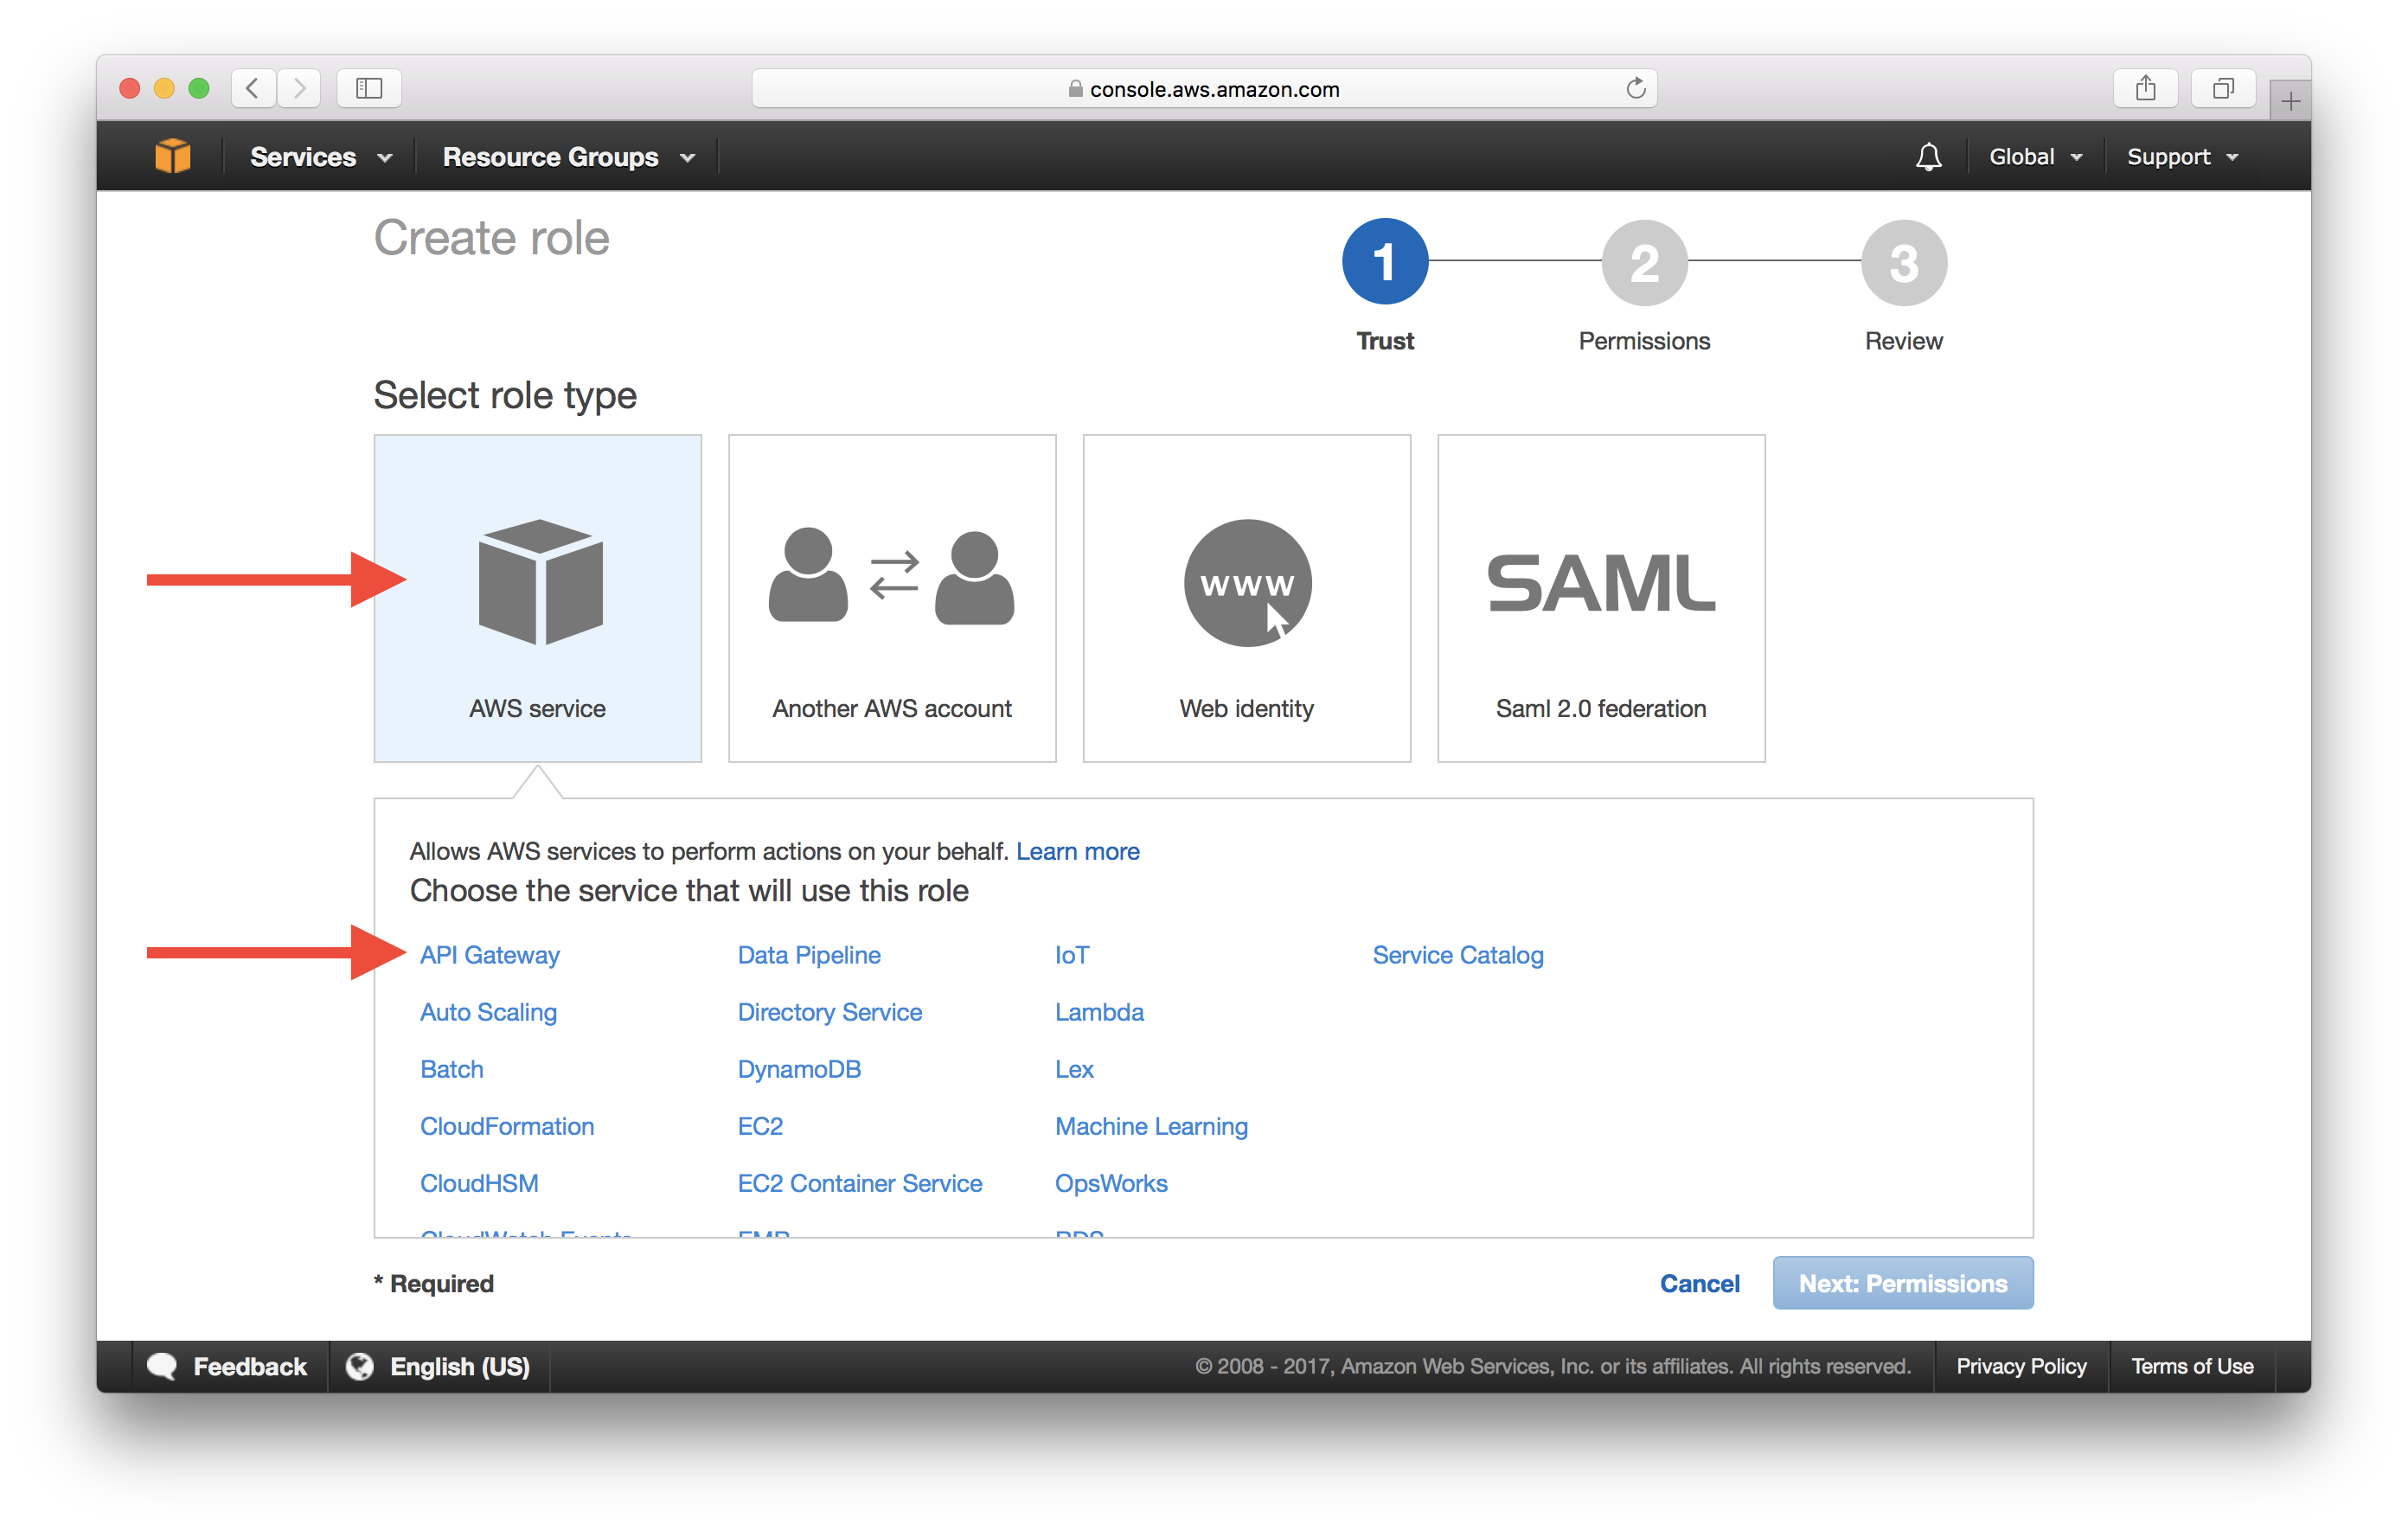 console.aws.amazon.com
Services
Resource Groups
Global
Support
Create role
1
2
3
Trust
Permissions
Review
Select role type
www
SAML
AWS service
Another AWS account
Web identity
Saml 2.0 federation
Allows AWS services to perform actions on your behalf. Learn more
Choose the service that will use this role
API Gateway
Data Pipeline
IoT
Service Catalog
Auto Scaling
Directory Service
Lambda
Batch
DynamoDB
Lex
CloudFormation
EC2
Machine Learning
CloudHSM
EC2 Container Service
OpsWorks
CloudWatch Events
EMR
RDS
* Required
Cancel
Next: Permissions
Feedback
English (US)
© 2008 - 2017, Amazon Web Services, Inc. or its affiliates. All rights reserved.
Privacy Policy
Terms of Use